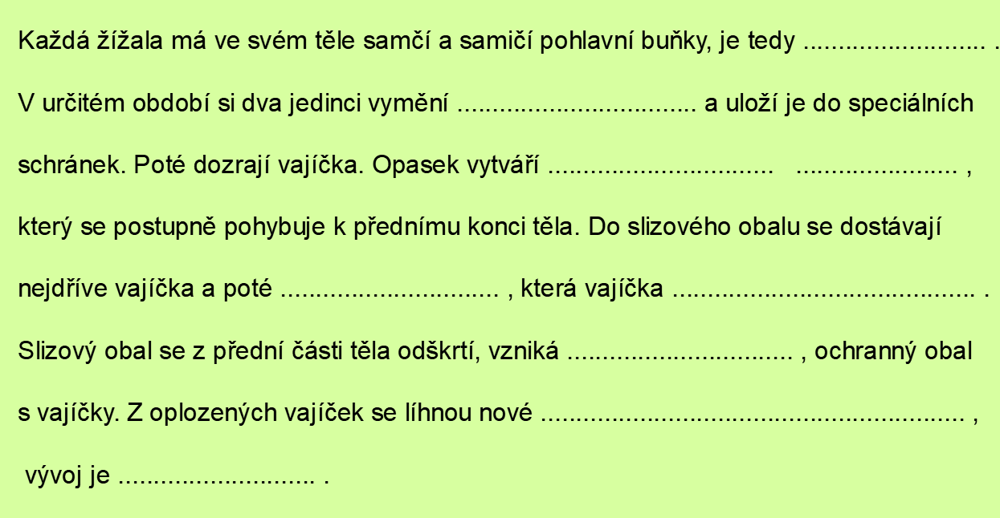 Každá žížala má ve svém těle samčí a samičí pohlavní buňky, je tedy .......................... .
V určitém období si dva jedinci vymění .................................. a uloží je do speciálních
schránek. Poté dozrají vajíčka. Opasek vytváří ................................ ....................... ,
který se postupně pohybuje k přednímu konci těla. Do slizového obalu se dostávají
nejdříve vajíčka a poté ............................... , která vajíčka ........................................... .
Slizový obal se z přední části těla odškrtí, vzniká ................................ , ochranný obal
s vajíčky. Z oplozených vajíček se líhnou nové ............................................................ ,
vývoj je ............................ .